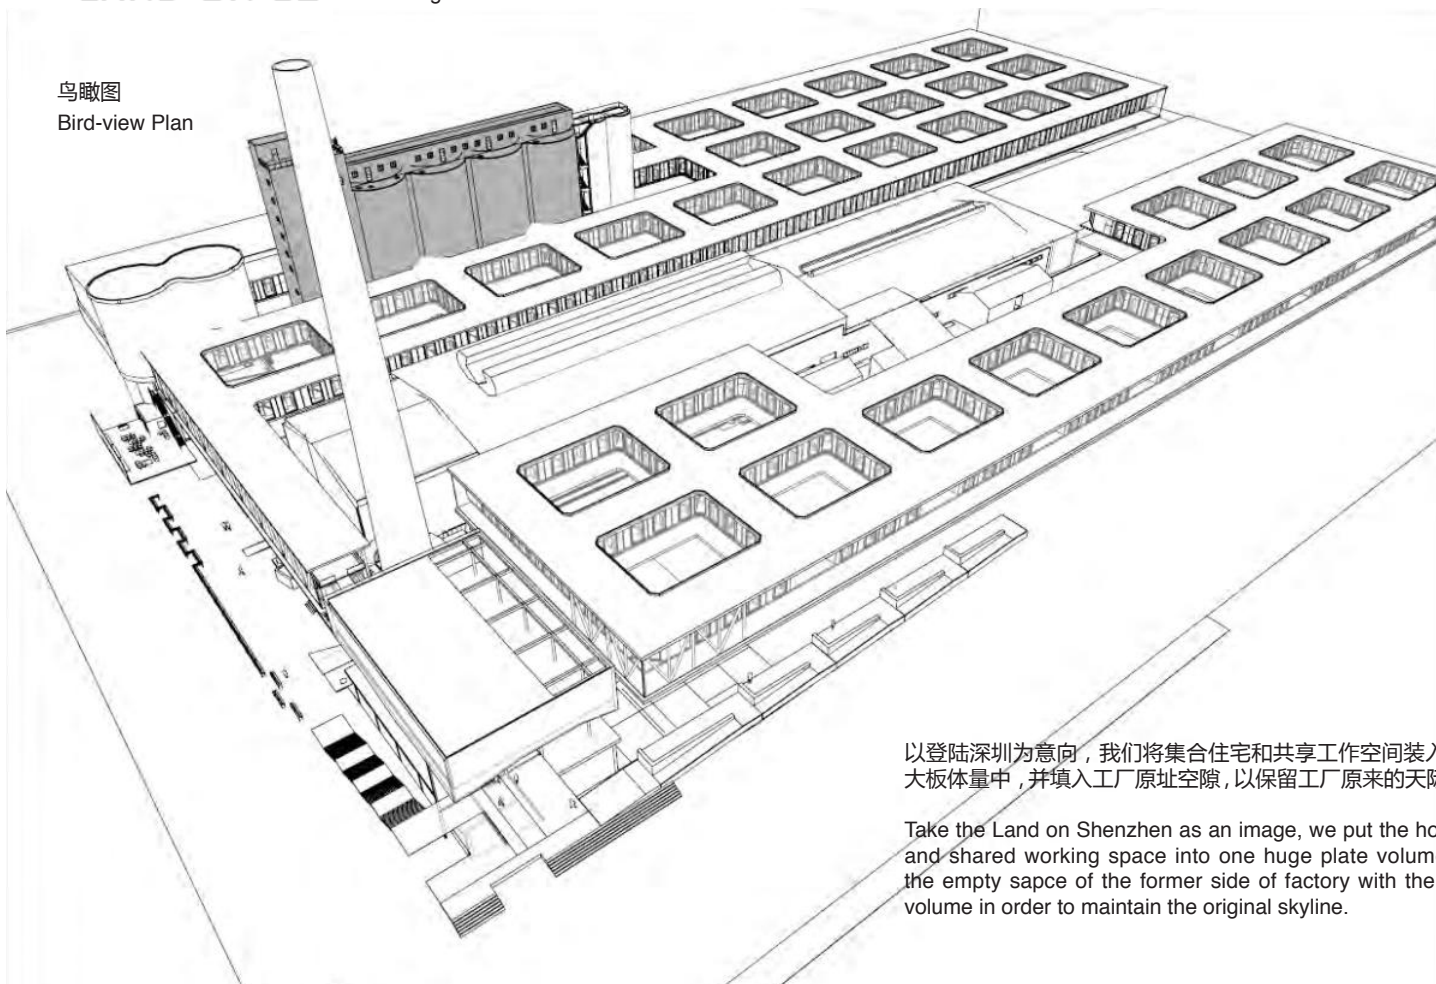 鸟瞰图
Bird-view Plan
以登陆深圳为意向，我们将集合住宅和共享工作空间装入
大板体量中，并填入工厂原址空隙，以保留工厂原来的天际
Take the Land on Shenzhen as an image, we put the ho
and shared working space into one huge plate volum
the empty sapce of the former side of factory with the
volume in order to maintain the original skyline.